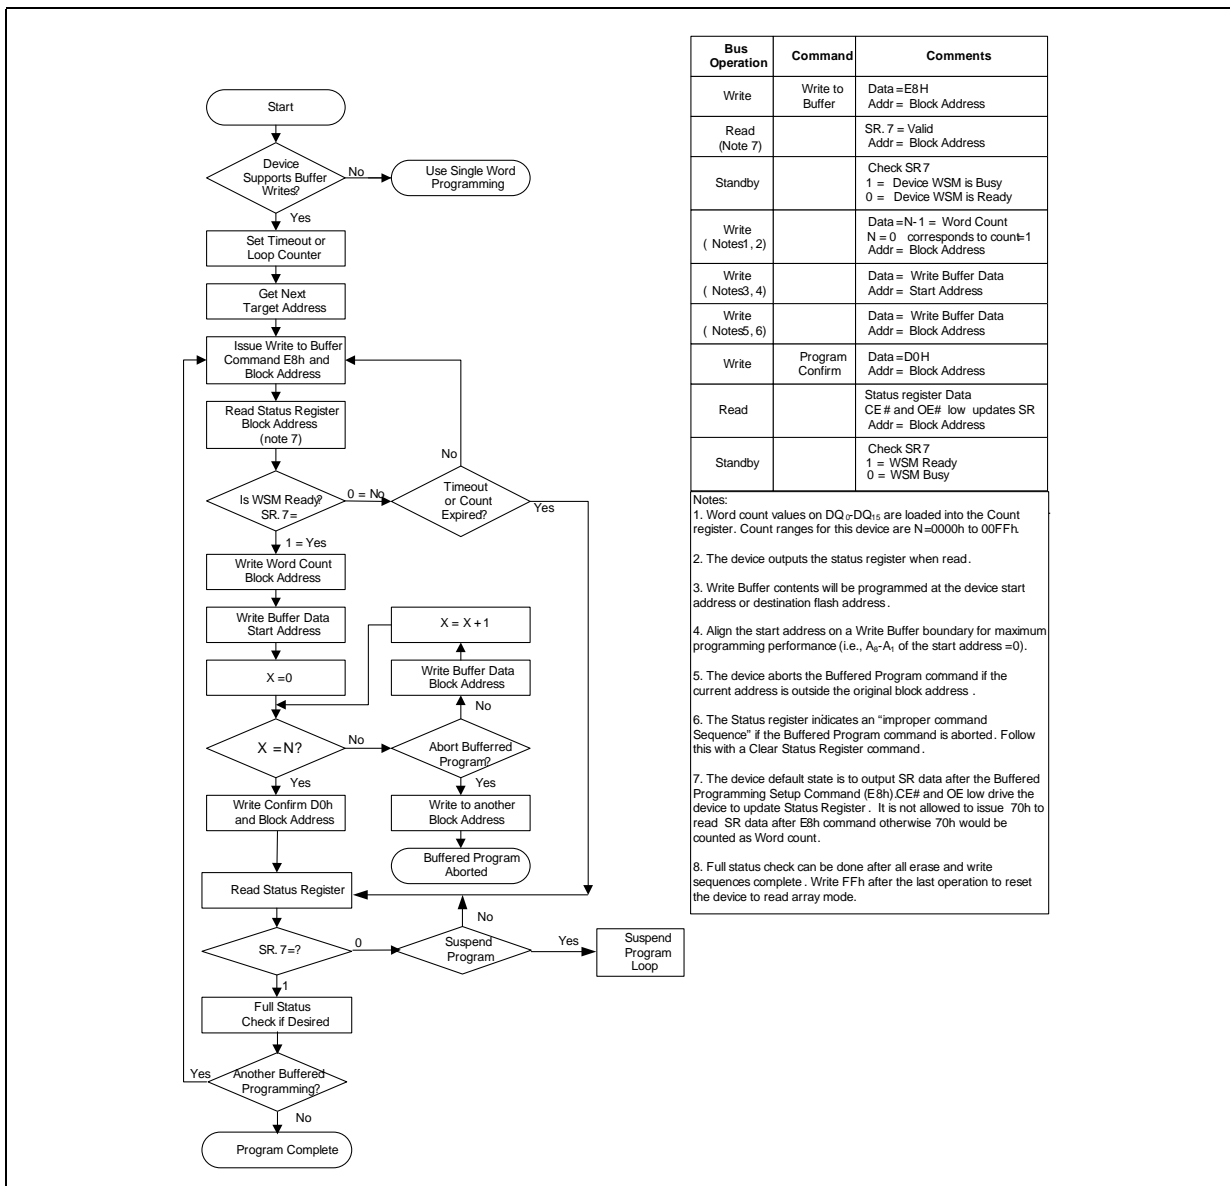 Start
Device
Supports Buffer
Writes?
No
Use Single Word
Programming
Yes
Set Timeout or
Loop Counter
Get Next
Target Address
Issue Write to Buffer
Command E8h and
Block Address
Read Status Register
Block Address
(note 7)
No
Is WSM Ready?
SR. 7=
0 = No
Timeout
or Count
Expired?
Yes
1 = Yes
Write Word Count
Block Address
Write Buffer Data
Start Address
X = X + 1
X =0
Write Buffer Data
Block Address
No
X = N?
No
Abort Bufferred
Program?
Yes
Yes
Write Confirm D0h
and Block Address
Write to another
Block Address
Buffered Program
Aborted
Read Status Register
No
SR. 7=?
0
Suspend
Program
Yes
Suspend
Program
Loop
1
Full Status
Check if Desired
Yes
Another Buffered
Programming?
No
Program Complete
Bus
Operation
Command
Comments
Write
Write to
Buffer
Data = E8H
Addr = Block Address
Read
(Note 7)
SR. 7 = Valid
Addr = Block Address
Standby
Check SR7
1 = Device WSM is Busy
0 = Device WSM is Ready
Write
( Notes1, 2)
Data = N- 1 = Word Count
N = 0 corresponds to count=1
Addr = Block Address
Write
( Notes3, 4)
Data = Write Buffer Data
Addr = Start Address
Write
( Notes5, 6)
Data = Write Buffer Data
Addr = Block Address
Write
Program
Confirm
Data = D0H
Addr = Block Address
Read
Status register Data
CE # and OE# low updates SR
Addr = Block Address
Standby
Check SR7
1 = WSM Ready
0 = WSM Busy
Notes:
1. Word count values on DQ0-DQ15 are loaded into the Count
register. Count ranges for this device are N =0000h to 00FFh.
2. The device outputs the status register when read.
3. Write Buffer contents will be programmed at the device start
address or destination flash address.
4. Align the start address on a Write Buffer boundary for maximum
programming performance (i.e., A6-A1 of the start address =0).
5. The device aborts the Buffered Program command if the
current address is outside the original block address .
6. The Status register indicates an “improper command
Sequence” if the Buffered Program command is aborted. Follow
this with a Clear Status Register command.
7. The device default state is to output SR data after the Buffered
Programming Setup Command (E8h).CE# and OE low drive the
device to update Status Register . It is not allowed to issue 70h to
read SR data after E8h command otherwise 70h would be
counted as Word count.
8. Full status check can be done after all erase and write
sequences complete . Write FFh after the last operation to reset
the device to read array mode.